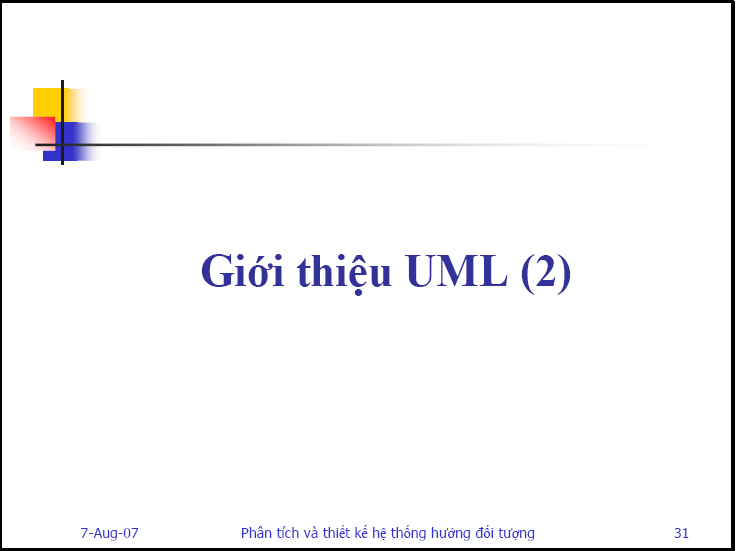 Giới thiệu UML (2)
7-Aug-07 Phân tích và thiết kế hệ thống hướng đối tượng 31